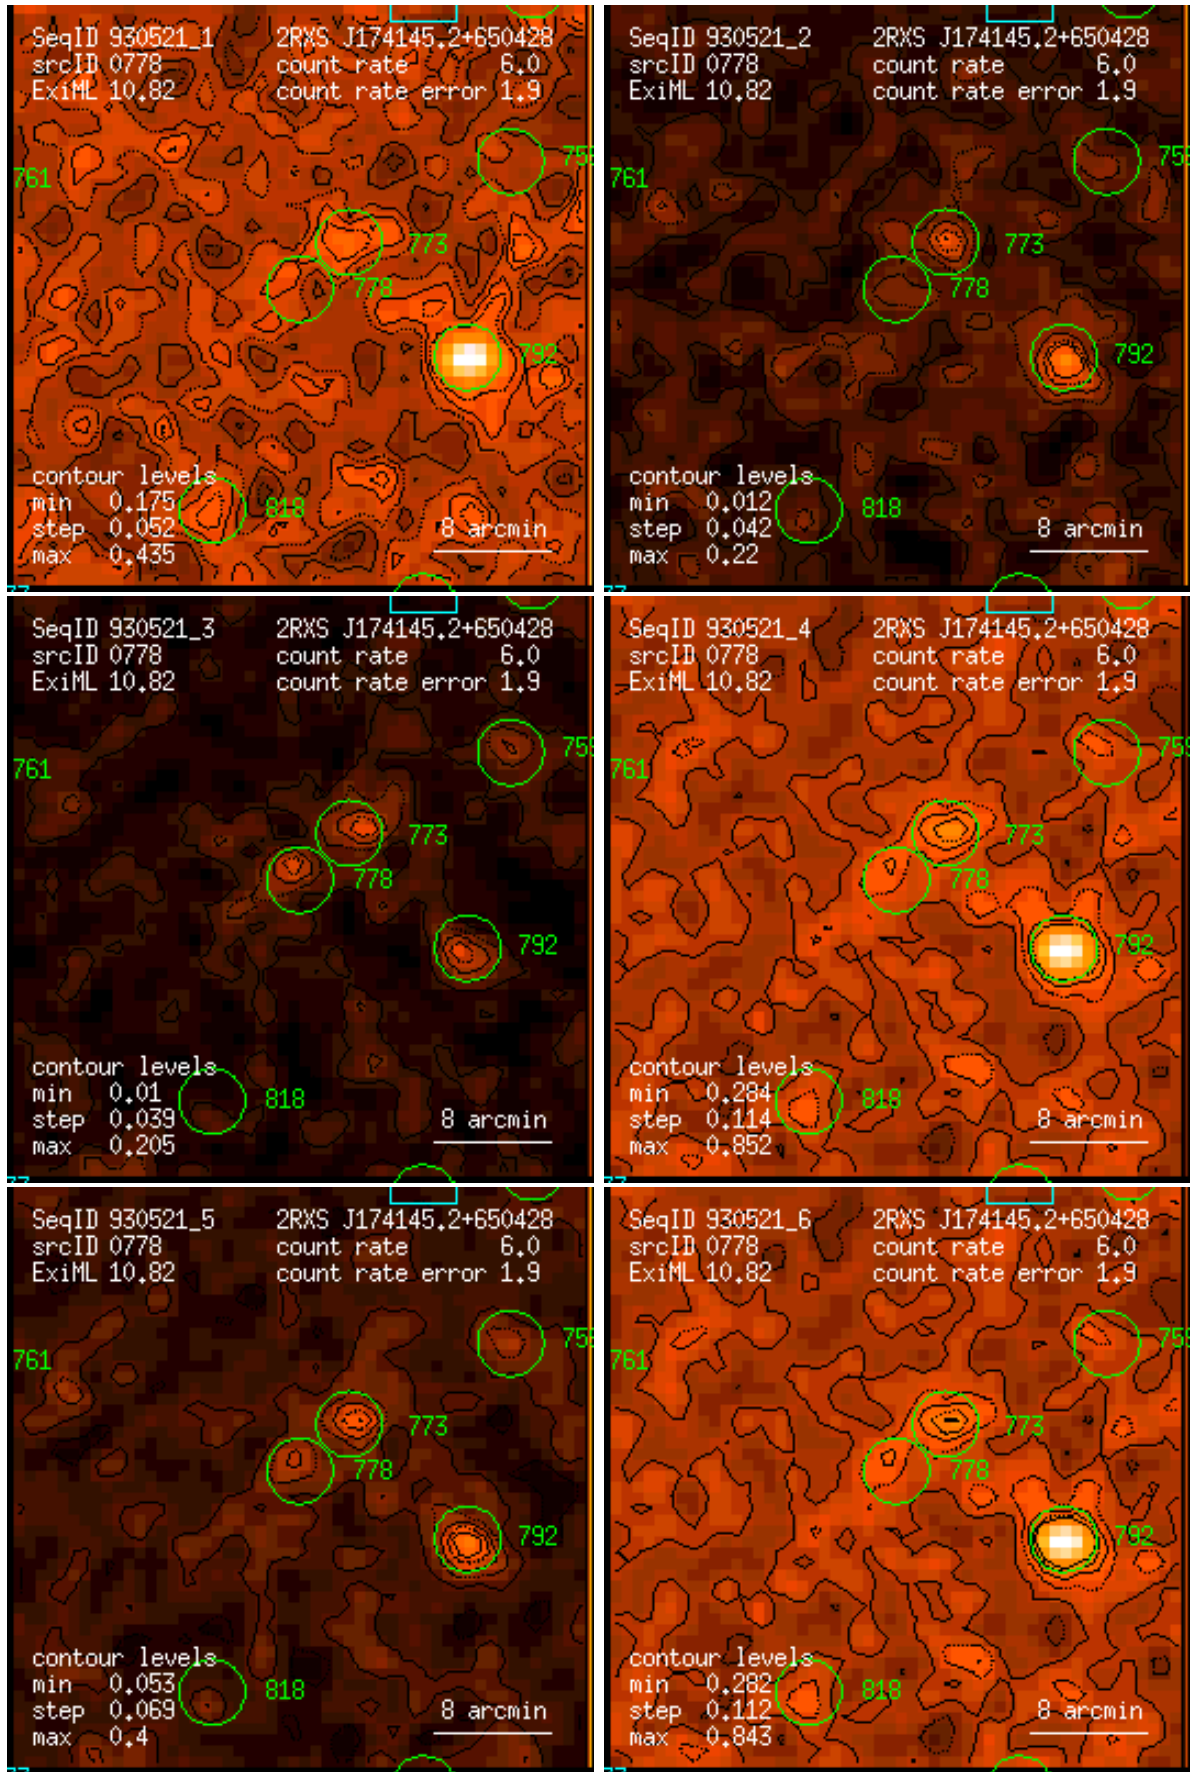 SeqID 930521_1 2RXS J174145.2+650428
srcID 0778 count rate 6.0
ExiML 10.82 count rate error 1.9
761
773
778
792
contour levels
min 0.175
818
step 0.052 8 arcmin
max 0.435
SeqID 930521_2 2RXS J174145.2+650428
srcID 0778 count rate 6.0
ExiML 10.82 count rate error 1.9
761
773
778
792
contour levels
min 0.012
818
step 0.042 8 arcmin
max 0.22
SeqID 930521_3 2RXS J174145.2+650428
srcID 0778 count rate 6.0
ExiML 10.82 count rate error 1.9
759
761
773
778
792
contour levels
min 0.01
818
step 0.039 8 arcmin
max 0.205
SeqID 930521_4 2RXS J174145.2+650428
srcID 0778 count rate 6.0
ExiML 10.82 count rate error 1.9
761
773
778
792
contour levels
min 0.284
818
step 0.114 8 arcmin
max 0.852
SeqID 930521_5 2RXS J174145.2+650428
srcID 0778 count rate 6.0
ExiML 10.82 count rate error 1.9
759
761
773
778
792
contour levels
min 0.053
818
step 0.069 8 arcmin
max 0.4
SeqID 930521_6 2RXS J174145.2+650428
srcID 0778 count rate 6.0
ExiML 10.82 count rate error 1.9
761
773
778
792
contour levels
min 0.282
818
step 0.112 8 arcmin
max 0.843